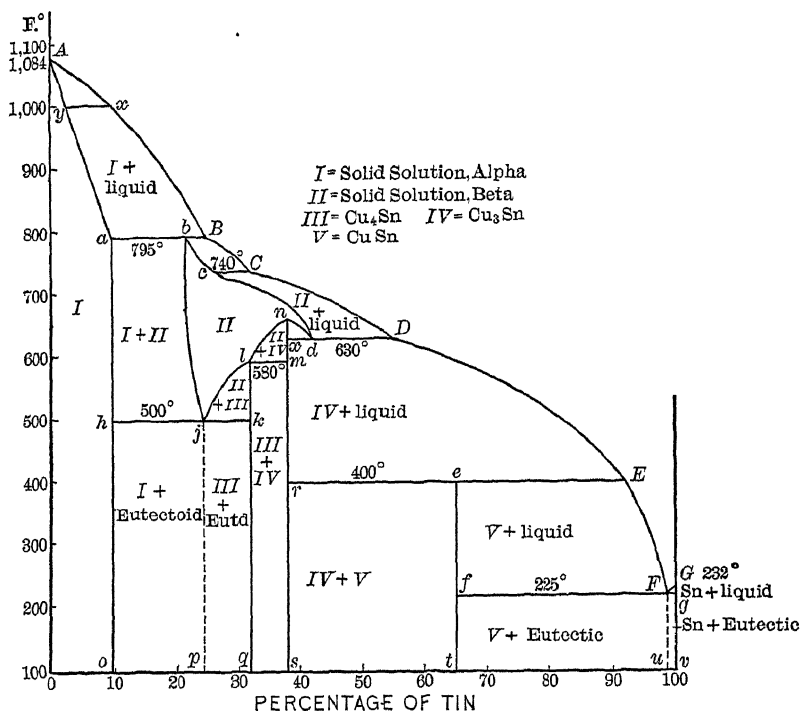 F.°
A
1,100
1,084
1,000
y
x
900
I +
liquid
I = Solid Solution, Alpha
II = Solid Solution, Beta
III = Cu₄Sn IV = Cu₃Sn
V = CuSn
800
a
795°
b
B
740°
c
C
700
I
I + II
II
II
+
liquid
n
D
II
+IV
x
m
d
630°
600
l
580°
II
+III
500
h
500°
j
k
IV + liquid
III
+
IV
400
r
400°
e
E
I +
Eutectoid
III
+
Eutd
V + liquid
300
IV + V
f
225°
F
G 232°
Sn + liquid
g
200
V + Eutectic
Sn + Eutectic
100
o
p
q
s
t
u
v
0 10 20 30 40 50 60 70 80 90 100
PERCENTAGE OF TIN